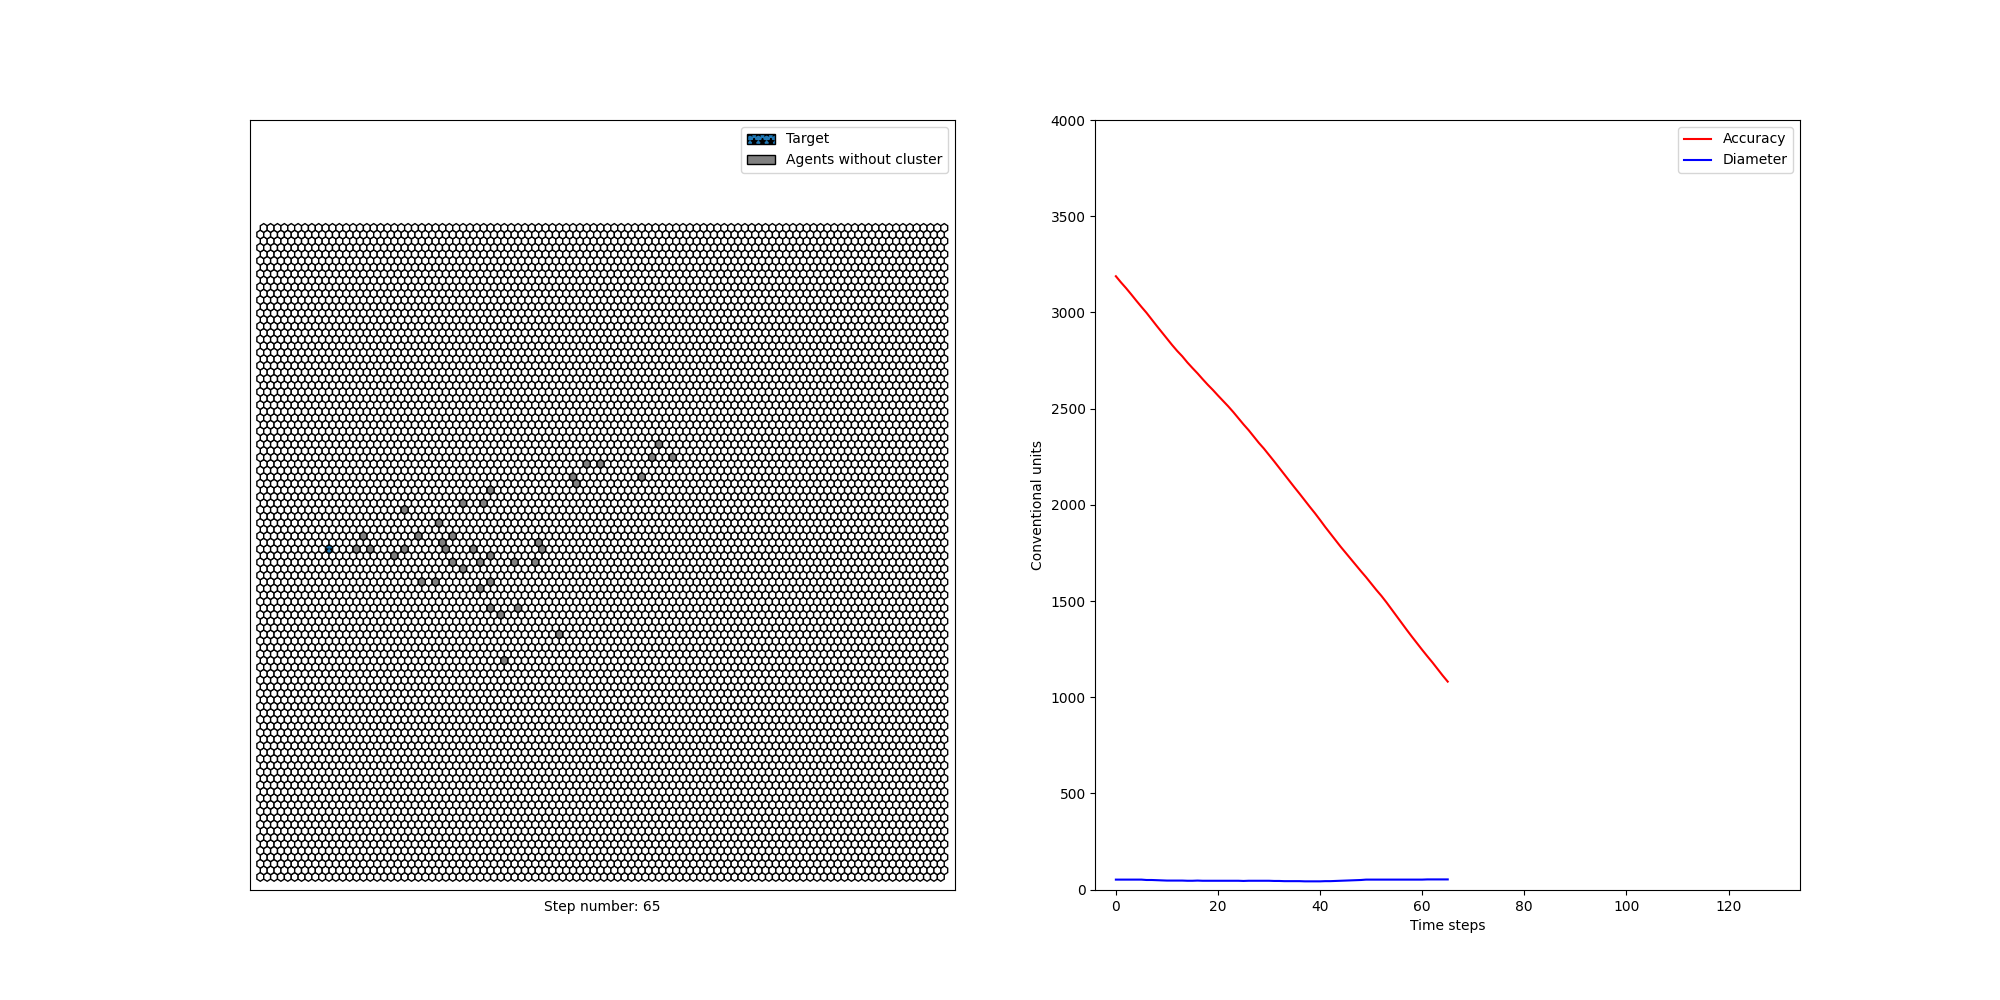 Target
Agents without cluster
Step number: 65
Accuracy
Diameter
4000
3500
3000
2500
2000
1500
1000
500
0
Conventional units
0 20 40 60 80 100 120
Time steps